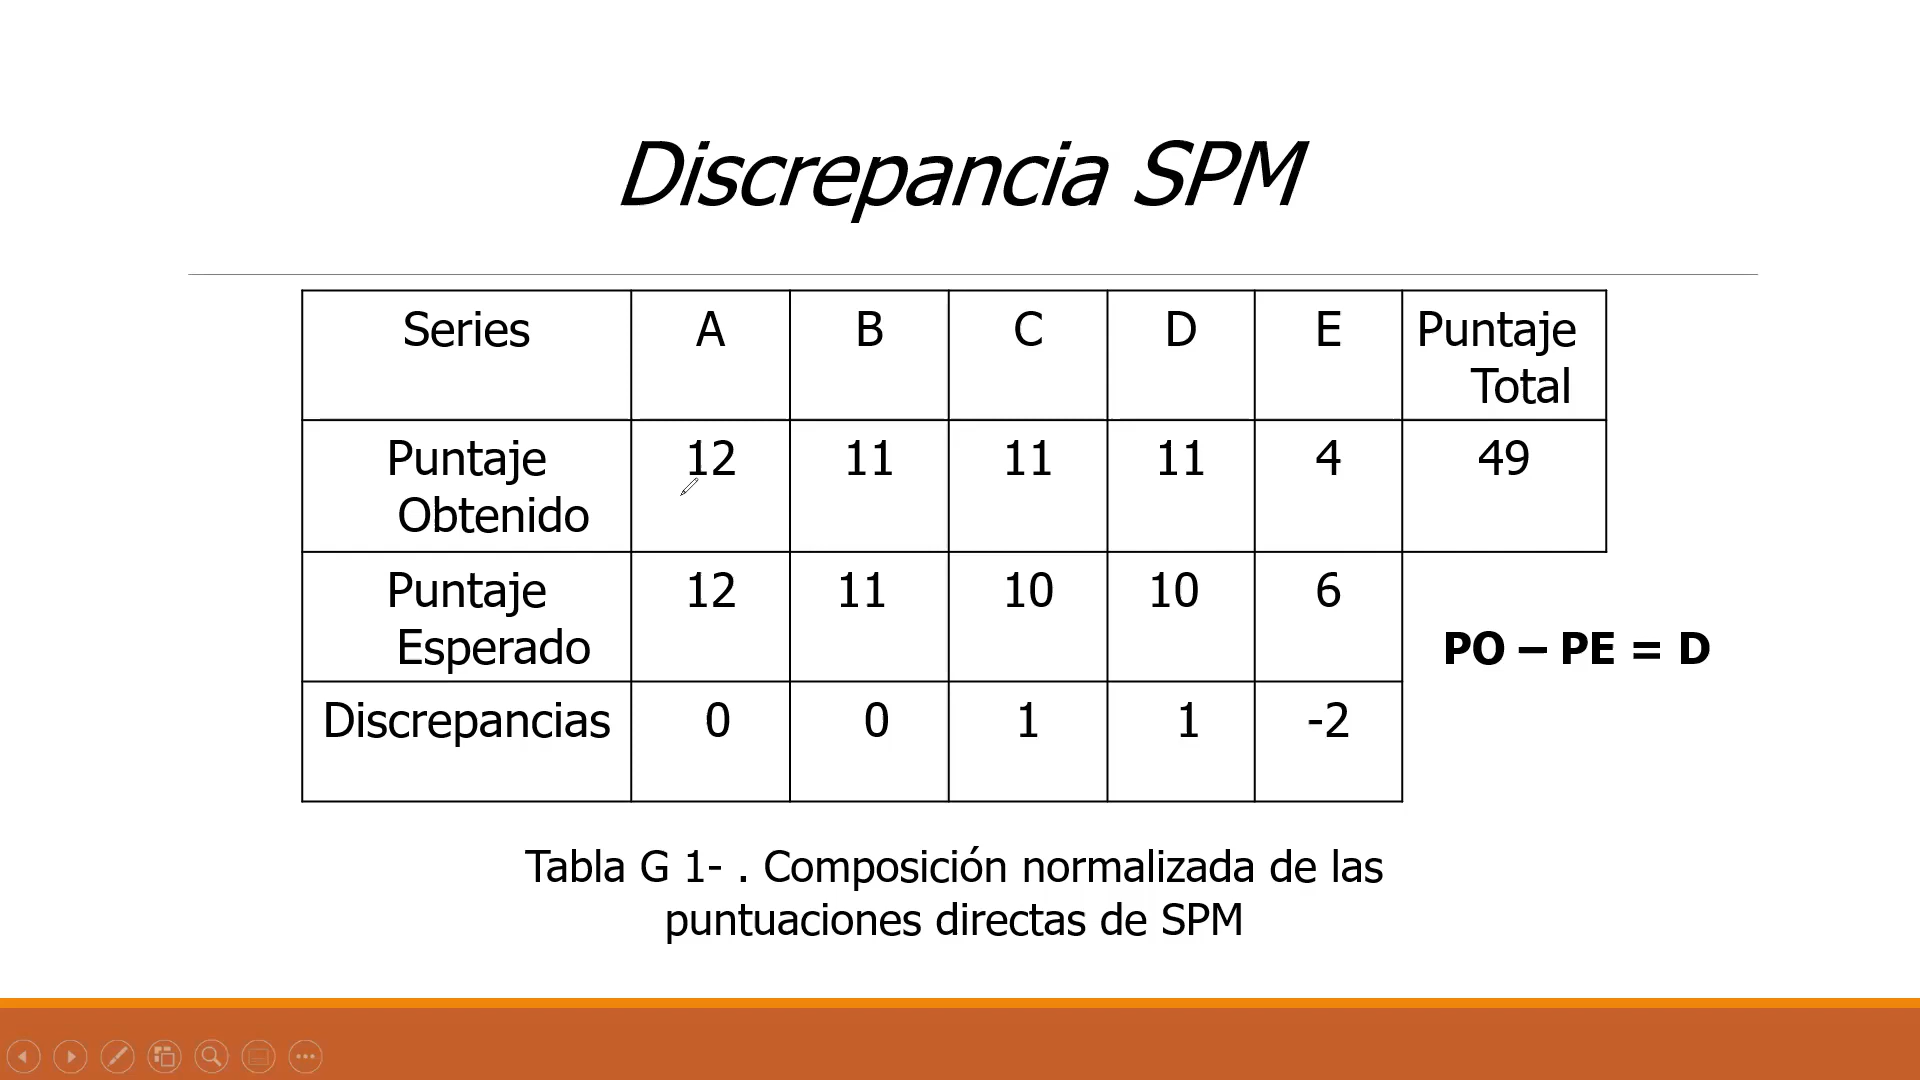 Discrepancia SPM
Series A B C D E Puntaje
Total
Puntaje 12 11 11 11 4 49
Obtenido
Puntaje 12 11 10 10 6
Esperado
PO – PE = D
Discrepancias 0 0 1 1 -2
Tabla G 1- . Composición normalizada de las
puntuaciones directas de SPM